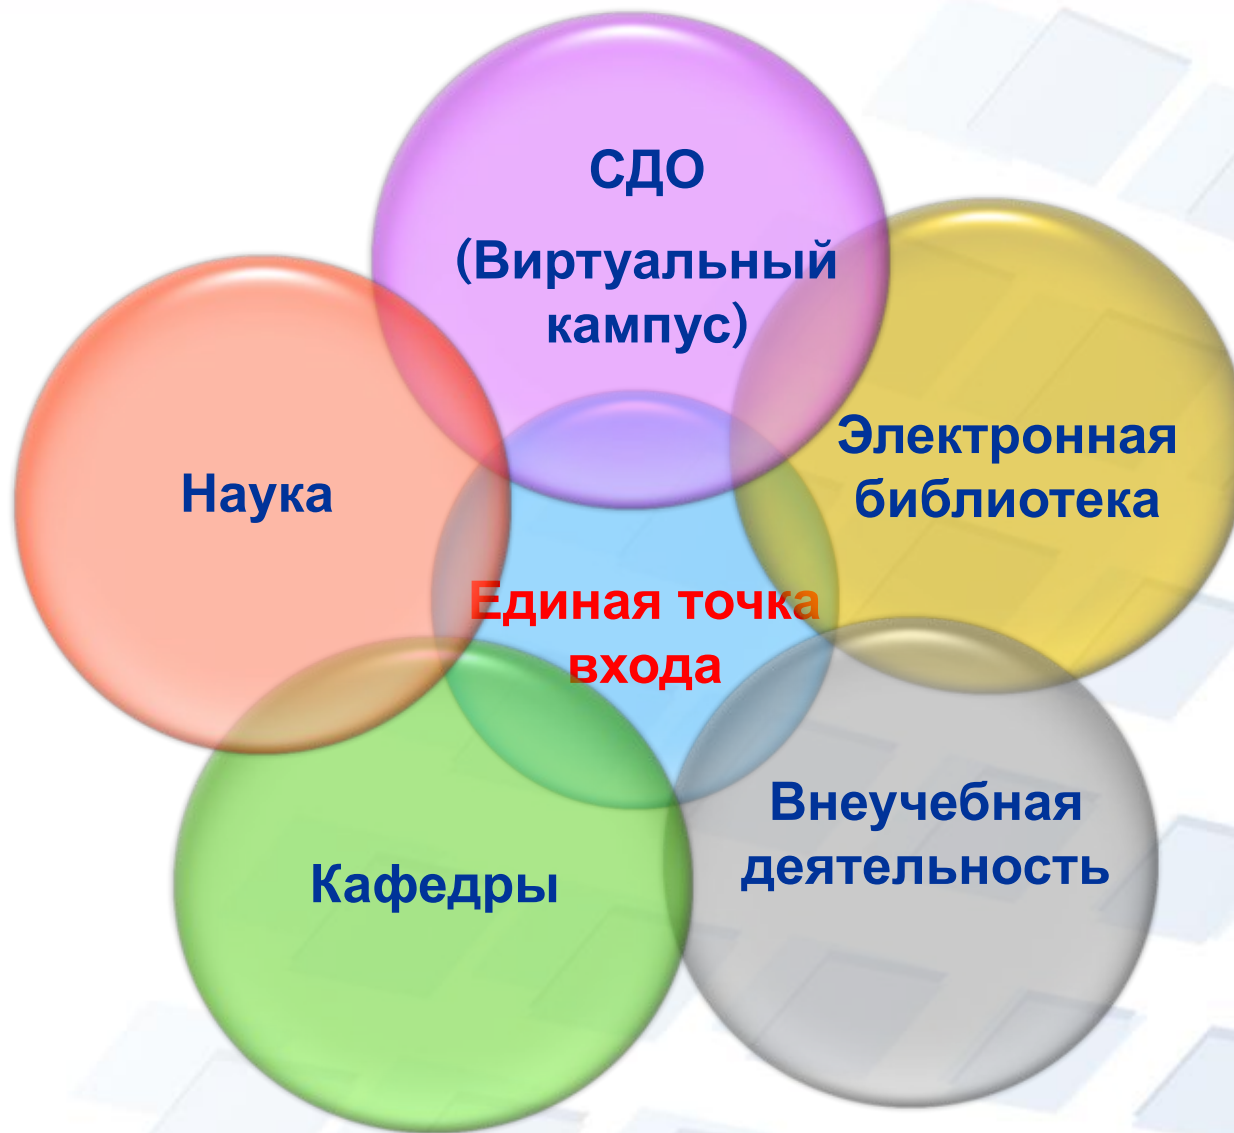 СДО
(Виртуальный
кампус)
Электронная
библиотека
Наука
Единая точка
входа
Внеучебная
деятельность
Кафедры